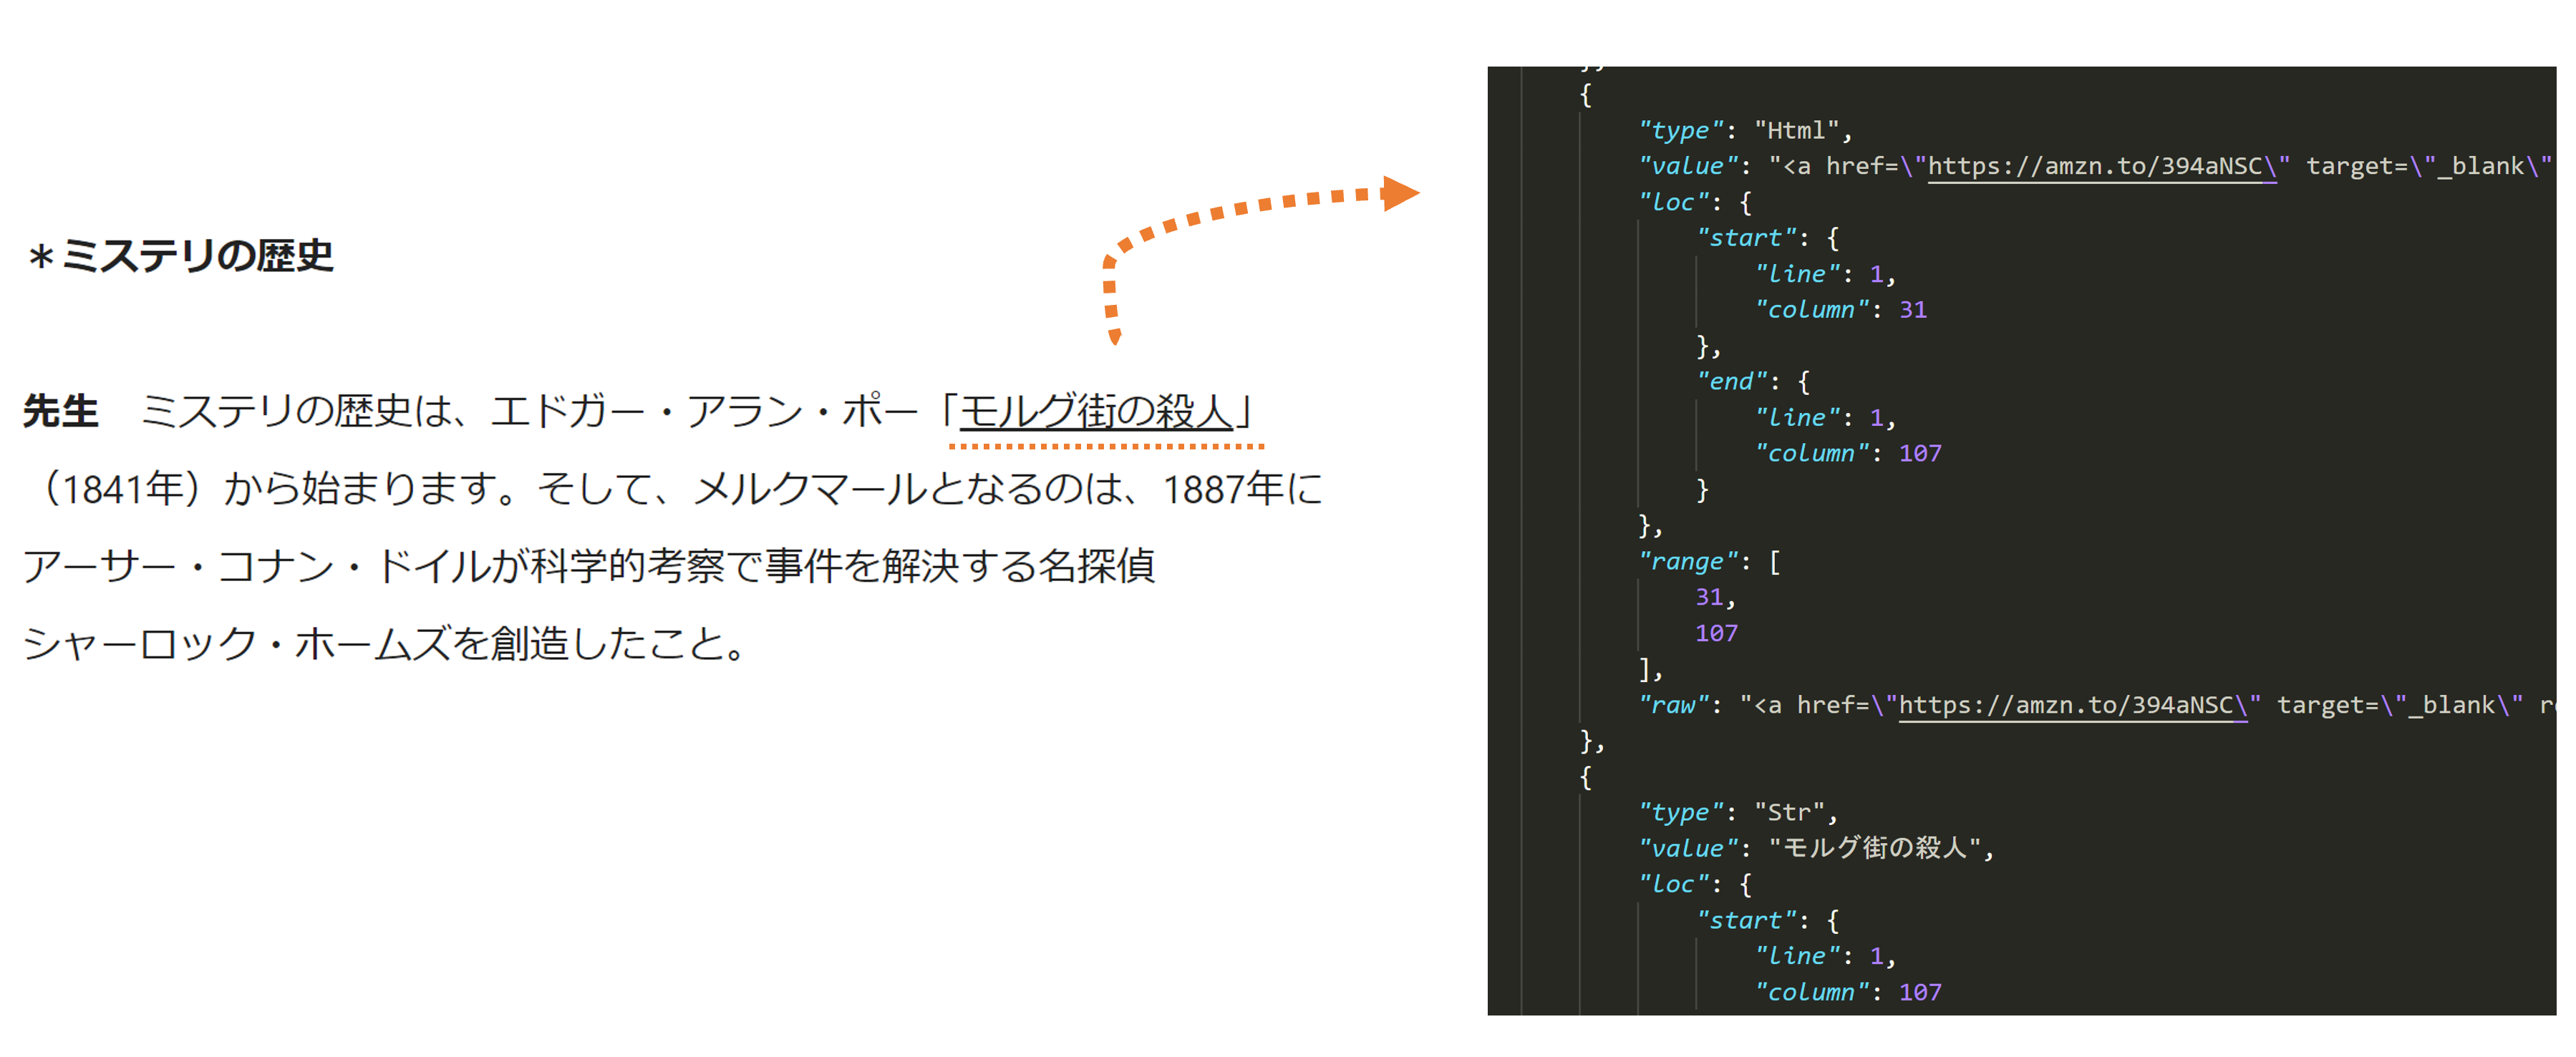 ＊ミステリの歴史
先生　ミステリの歴史は、エドガー・アラン・ポー「モルグ街の殺人」
（1841年）から始まります。そして、メルクマールとなるのは、1887年に
アーサー・コナン・ドイルが科学的考察で事件を解決する名探偵
シャーロック・ホームズを創造したこと。
{
"type": "Html",
"value": "<a href=\"https://amzn.to/394aNSC\" target=\"_blank\"
"loc": {
"start": {
"line": 1,
"column": 31
},
"end": {
"line": 1,
"column": 107
}
},
"range": [
31,
107
],
"raw": "<a href=\"https://amzn.to/394aNSC\" target=\"_blank\" r
},
{
"type": "Str",
"value": "モルグ街の殺人",
"loc": {
"start": {
"line": 1,
"column": 107